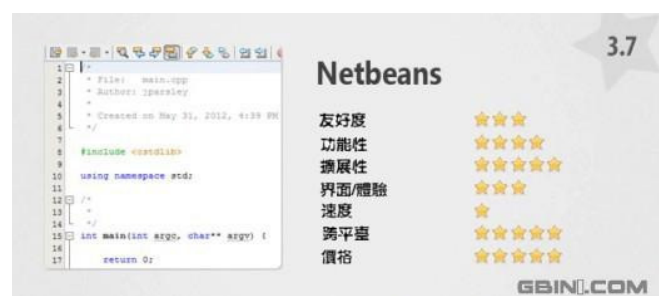 3.7
Netbeans
1 /*
2 * File: main.cpp
3 * Author: jparsley
4 *
5 * Created on May 31, 2012, 4:39 PM
6 */
7
8 #include <cstdlib>
9
10 using namespace std;
11
12 /*
13 *
14 */
15 int main(int argc, char** argv) {
16
17 return 0;
友好度
功能性
擴展性
界面/體驗
速度
跨平臺
價格